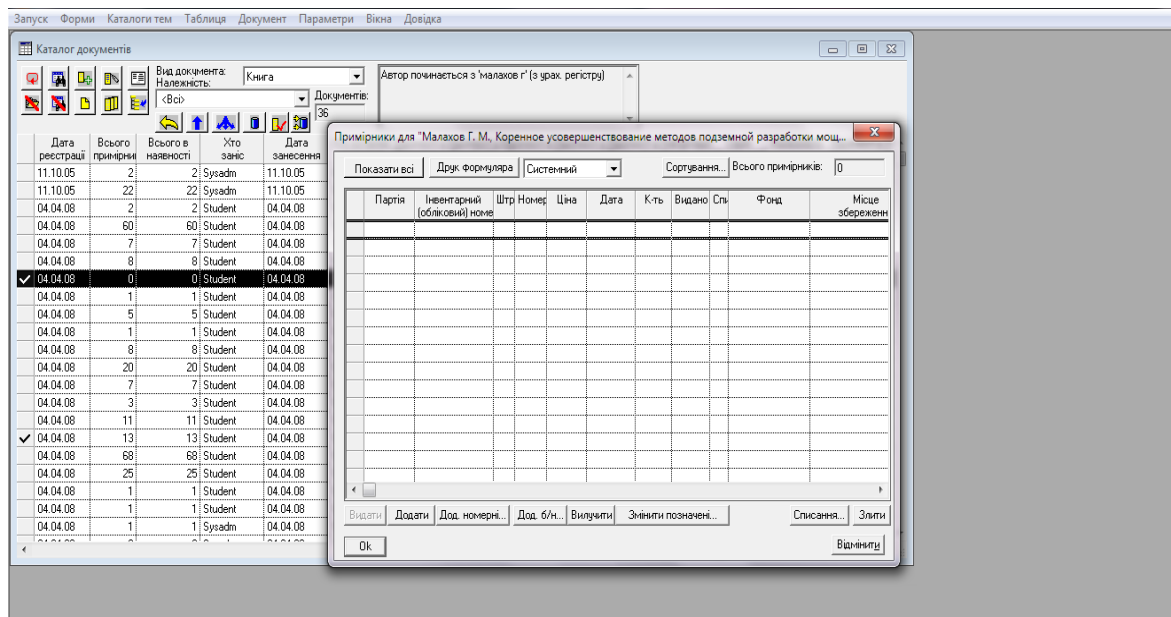 Запуск Форми Каталоги тем Таблиця Документ Параметри Вікна Довідка
Каталог документів
Вид документа: Книга
Належність: <Всі>
Документів: 36
Автор починається з 'малахов г' (з урах. регістру)
Дата реєстрації Всього примірни Всього в наявності Хто заніс Дата занесення
11.10.05 2 2 Sysadm 11.10.05
11.10.05 22 22 Sysadm 11.10.05
04.04.08 2 2 Student 04.04.08
04.04.08 60 60 Student 04.04.08
04.04.08 7 7 Student 04.04.08
04.04.08 8 8 Student 04.04.08
04.04.08 0 0 Student 04.04.08
04.04.08 1 1 Student 04.04.08
04.04.08 5 5 Student 04.04.08
04.04.08 1 1 Student 04.04.08
04.04.08 8 8 Student 04.04.08
04.04.08 20 20 Student 04.04.08
04.04.08 7 7 Student 04.04.08
04.04.08 3 3 Student 04.04.08
04.04.08 11 11 Student 04.04.08
04.04.08 13 13 Student 04.04.08
04.04.08 68 68 Student 04.04.08
04.04.08 25 25 Student 04.04.08
04.04.08 1 1 Student 04.04.08
04.04.08 1 1 Student 04.04.08
04.04.08 1 1 Sysadm 04.04.08
Примірники для "Малахов Г. М., Коренное усовершенствование методов подземной разработки мощ...
Показати всі Друк формуляра Системний Сортування... Всього примірників: 0
Партія Інвентарний (обліковий) номе Штр Номер Ціна Дата К-ть Видано Спи Фонд Місце збереженн
Видати Додати Дод. номерні... Дод. б/н... Вилучити Змінити позначені... Списання... Злити
Ok Відмінити